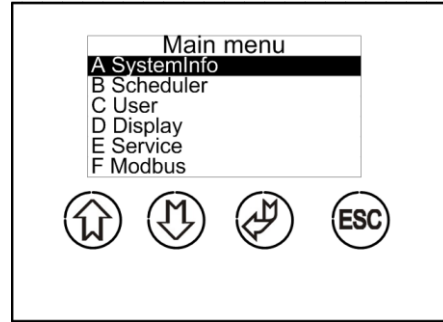 Main menu
A SystemInfo
B Scheduler
C User
D Display
E Service
F Modbus
ESC